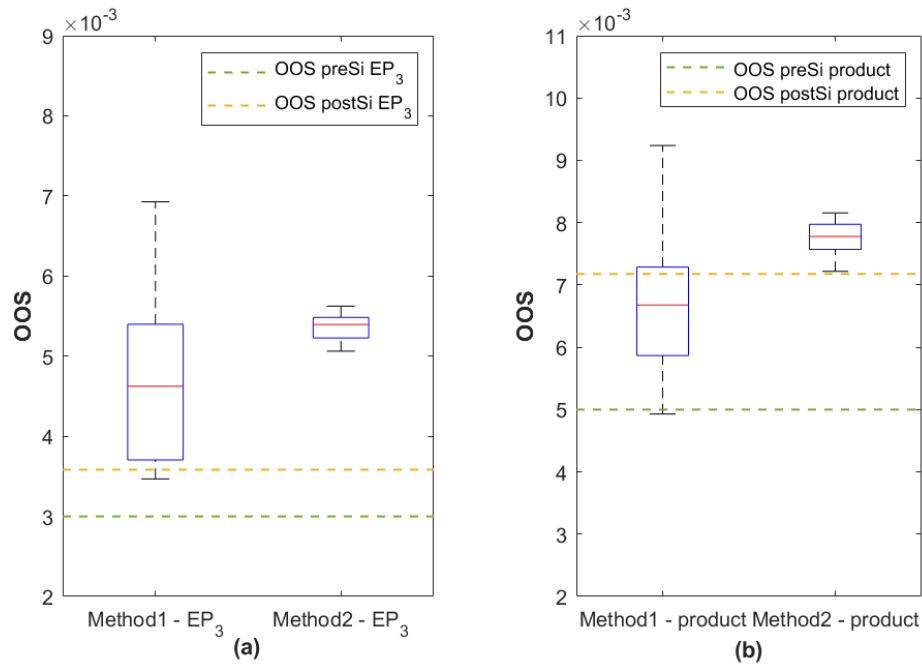 ×10⁻³
9
8
7
6
5
4
3
2
OOS
OOS preSi EP₃
OOS postSi EP₃
Method1 - EP₃
Method2 - EP₃
(a)
×10⁻³
11
10
9
8
7
6
5
4
3
2
OOS
OOS preSi product
OOS postSi product
Method1 - product
Method2 - product
(b)